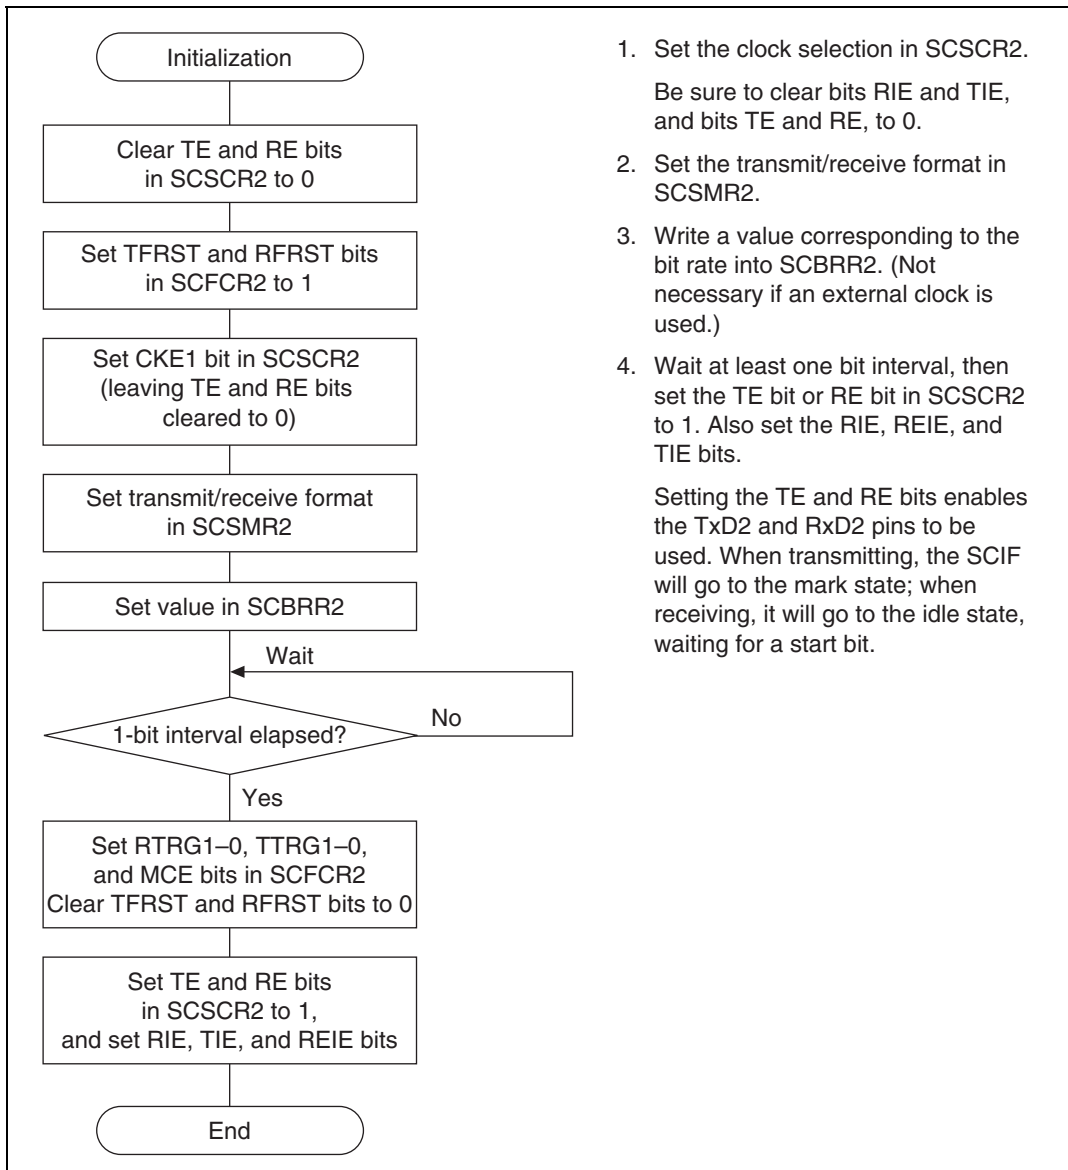 Initialization
Clear TE and RE bits
in SCSCR2 to 0
Set TFRST and RFRST bits
in SCFCR2 to 1
Set CKE1 bit in SCSCR2
(leaving TE and RE bits
cleared to 0)
Set transmit/receive format
in SCSMR2
Set value in SCBRR2
Wait
1-bit interval elapsed?
No
Yes
Set RTRG1–0, TTRG1–0,
and MCE bits in SCFCR2
Clear TFRST and RFRST bits to 0
Set TE and RE bits
in SCSCR2 to 1,
and set RIE, TIE, and REIE bits
End
1. Set the clock selection in SCSCR2.
Be sure to clear bits RIE and TIE,
and bits TE and RE, to 0.
2. Set the transmit/receive format in
SCSMR2.
3. Write a value corresponding to the
bit rate into SCBRR2. (Not
necessary if an external clock is
used.)
4. Wait at least one bit interval, then
set the TE bit or RE bit in SCSCR2
to 1. Also set the RIE, REIE, and
TIE bits.
Setting the TE and RE bits enables
the TxD2 and RxD2 pins to be
used. When transmitting, the SCIF
will go to the mark state; when
receiving, it will go to the idle state,
waiting for a start bit.